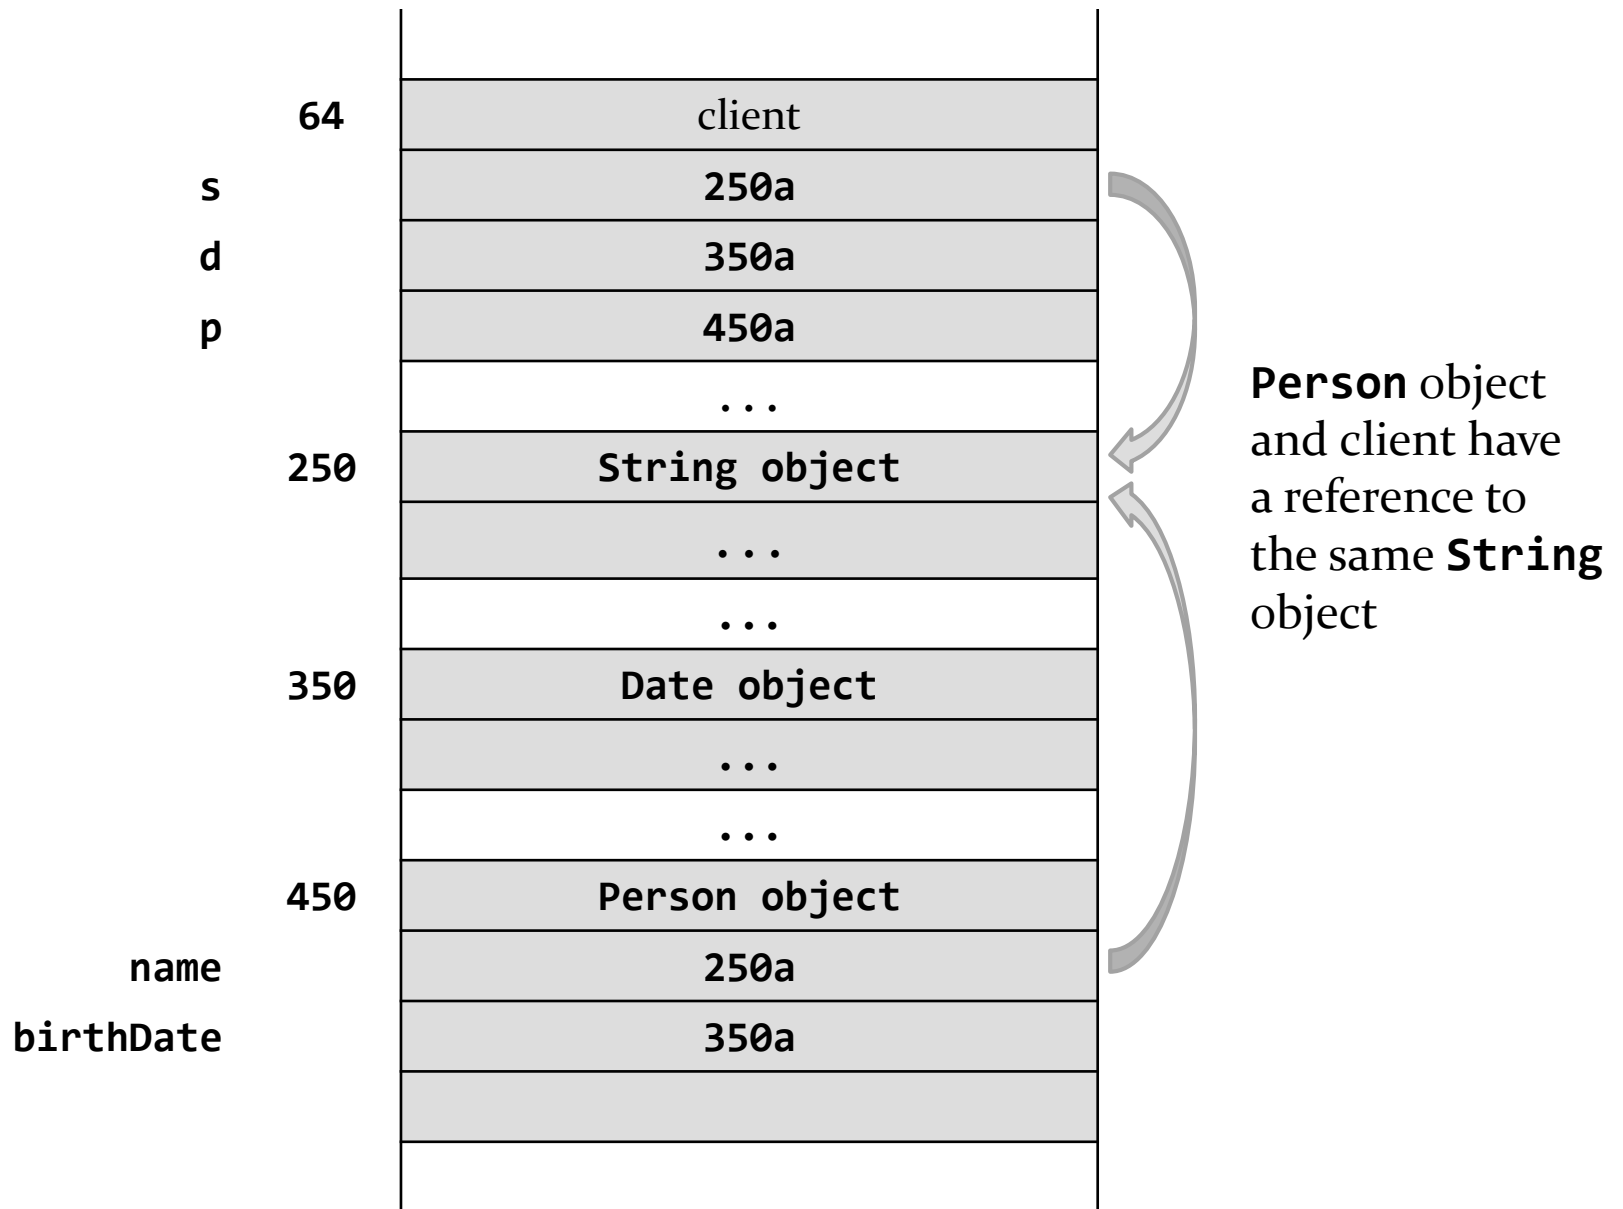 64 client
s 250a
d 350a
p 450a
...
250 String object
...
...
350 Date object
...
...
450 Person object
name 250a
birthDate 350a
Person object
and client have
a reference to
the same String
object